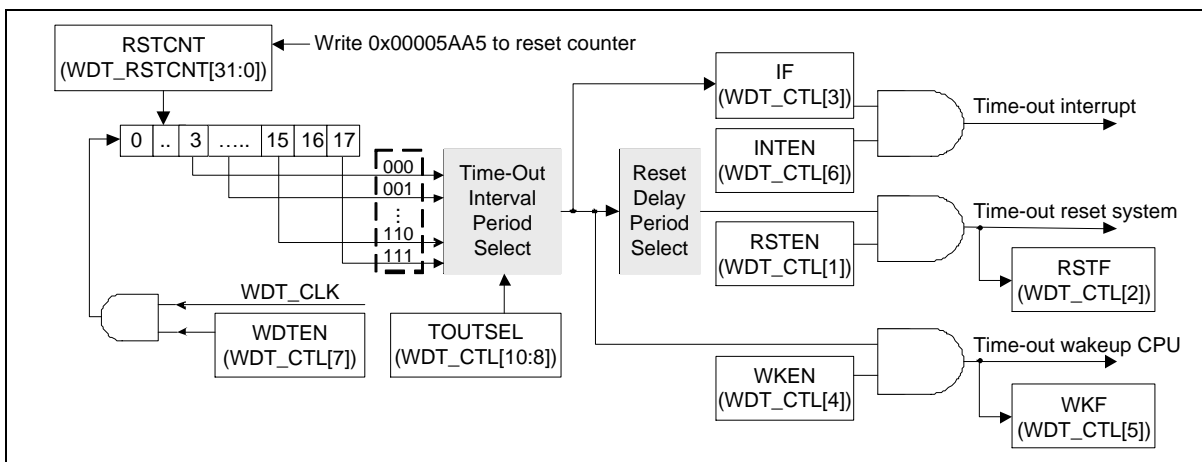 RSTCNT
(WDT_RSTCNT[31:0])
Write 0x00005AA5 to reset counter
0 .. 3 ..... 15 16 17
000
001
...
110
111
Time-Out
Interval
Period
Select
Reset
Delay
Period
Select
IF
(WDT_CTL[3])
INTEN
(WDT_CTL[6])
Time-out interrupt
RSTEN
(WDT_CTL[1])
Time-out reset system
RSTF
(WDT_CTL[2])
WDT_CLK
WDTEN
(WDT_CTL[7])
TOUTSEL
(WDT_CTL[10:8])
WKEN
(WDT_CTL[4])
Time-out wakeup CPU
WKF
(WDT_CTL[5])